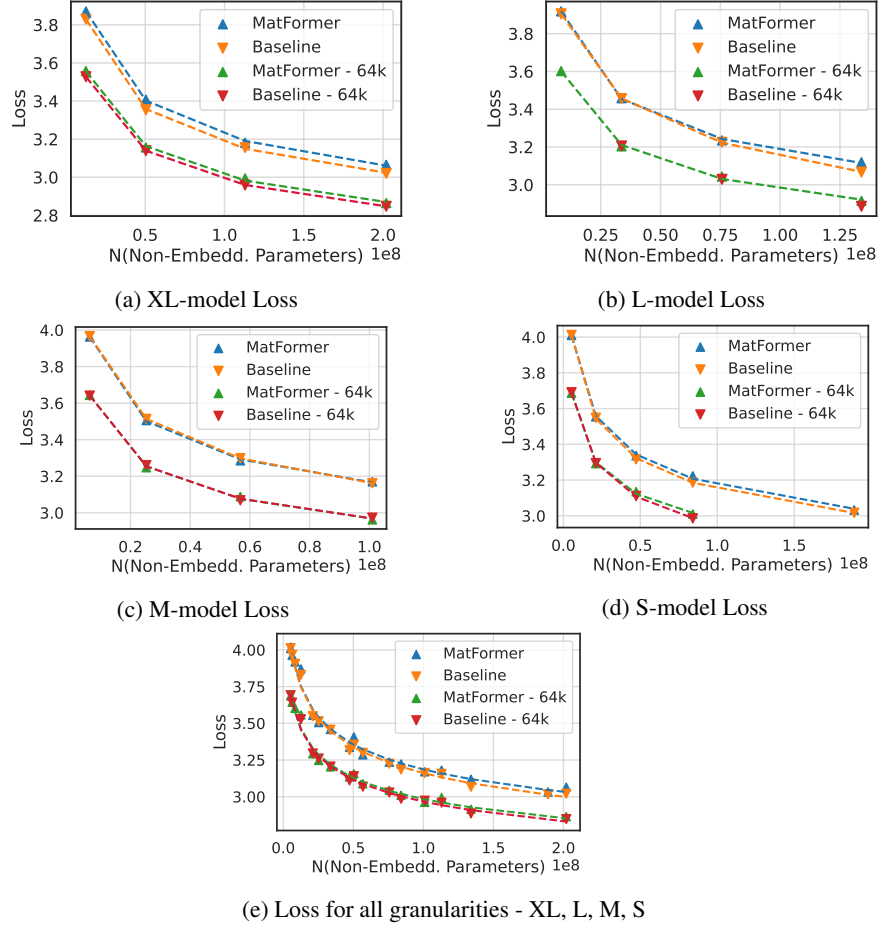 3.8
3.6
3.4
3.2
3.0
2.8
Loss
MatFormer
Baseline
MatFormer - 64k
Baseline - 64k
0.5 1.0 1.5 2.0
N(Non-Embedd. Parameters) 1e8
(a) XL-model Loss
3.8
3.6
3.4
3.2
3.0
Loss
MatFormer
Baseline
MatFormer - 64k
Baseline - 64k
0.25 0.50 0.75 1.00 1.25
N(Non-Embedd. Parameters) 1e8
(b) L-model Loss
4.0
3.8
3.6
3.4
3.2
3.0
Loss
MatFormer
Baseline
MatFormer - 64k
Baseline - 64k
0.2 0.4 0.6 0.8 1.0
N(Non-Embedd. Parameters) 1e8
(c) M-model Loss
4.0
3.8
3.6
3.4
3.2
3.0
Loss
MatFormer
Baseline
MatFormer - 64k
Baseline - 64k
0.0 0.5 1.0 1.5
N(Non-Embedd. Parameters) 1e8
(d) S-model Loss
4.00
3.75
3.50
3.25
3.00
Loss
MatFormer
Baseline
MatFormer - 64k
Baseline - 64k
0.0 0.5 1.0 1.5 2.0
N(Non-Embedd. Parameters) 1e8
(e) Loss for all granularities - XL, L, M, S